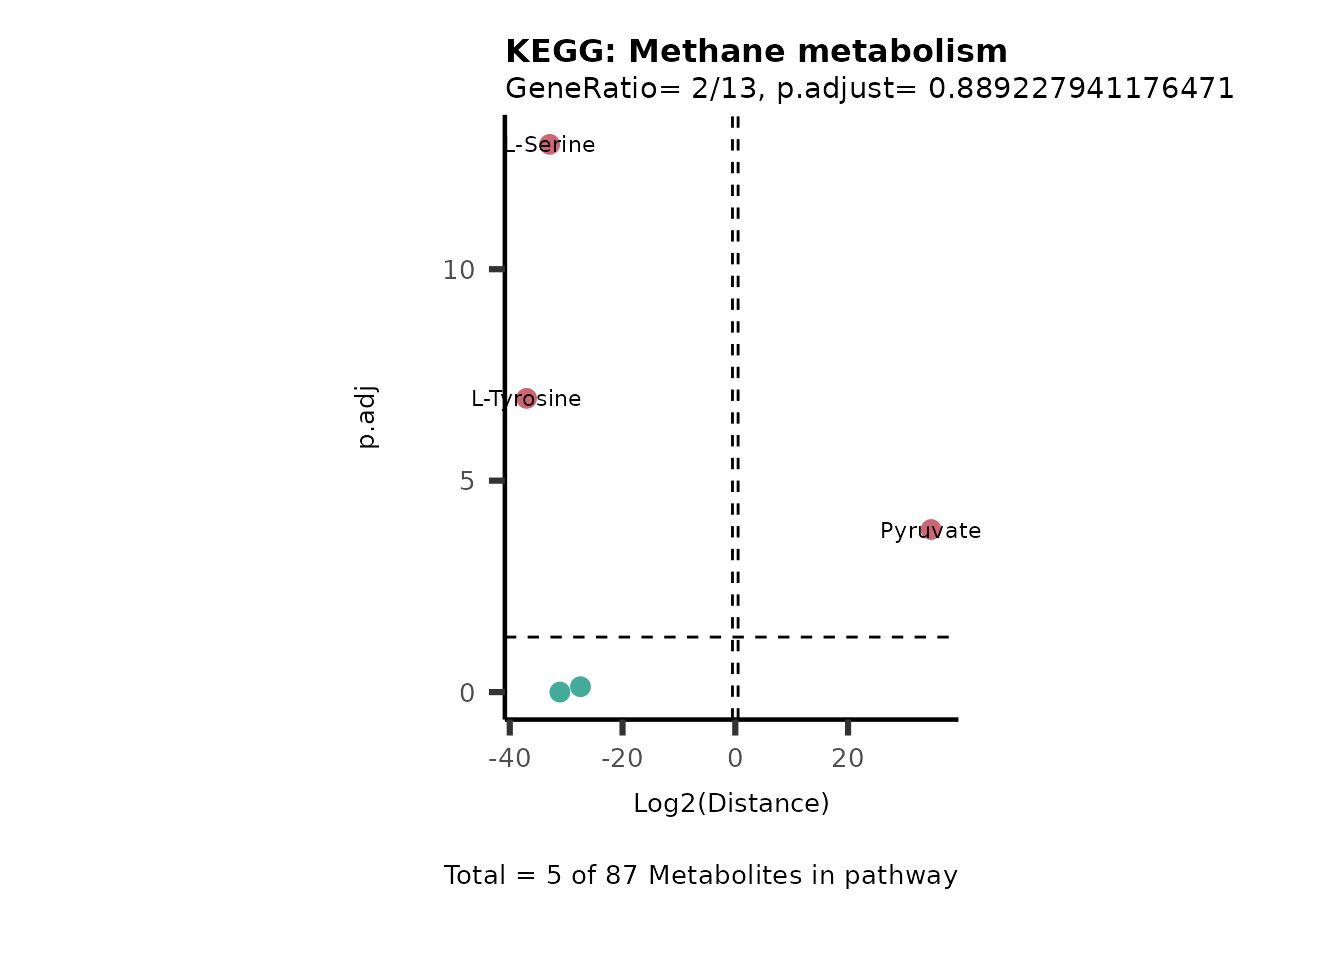 KEGG: Methane metabolism
GeneRatio= 2/13, p.adjust= 0.889227941176471
L-Serine
10
L-Tyrosine
p.adj
5
Pyruvate
0
-40 -20 0 20
Log2(Distance)
Total = 5 of 87 Metabolites in pathway